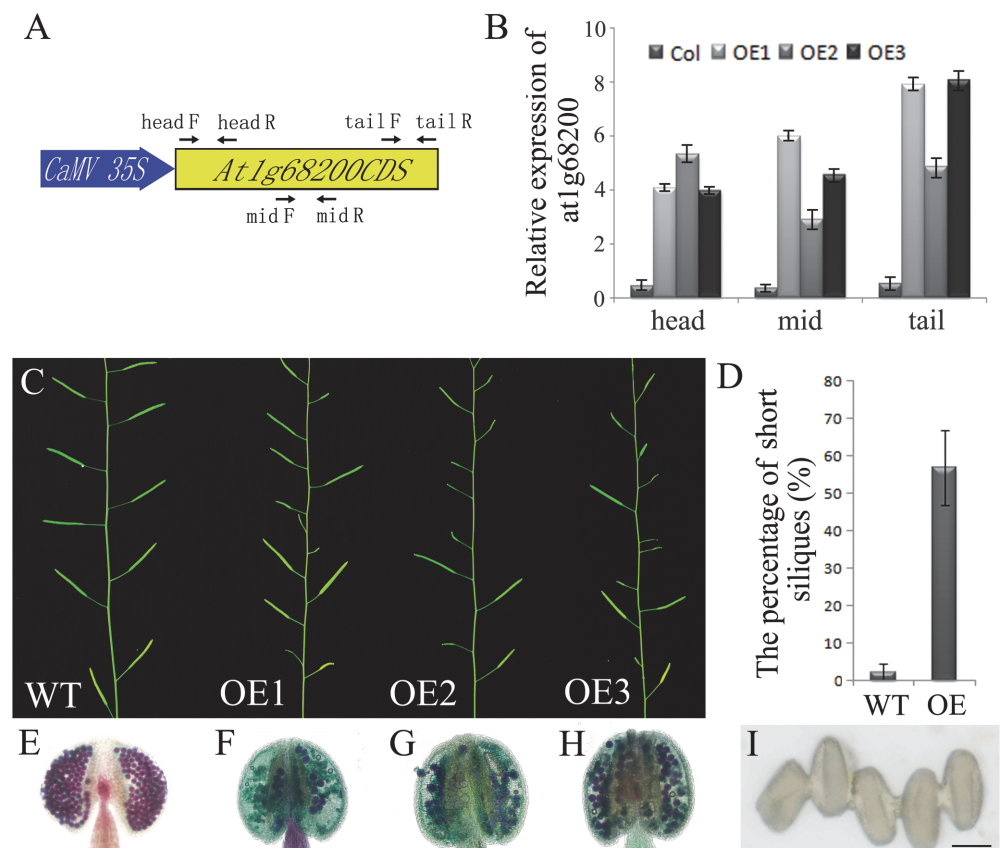 A
head F
head R
tail F
tail R
CaMV 35S
At1g68200CDS
mid F
mid R
B
Relative expression of
at1g68200
10
8
6
4
2
0
Col OE1 OE2 OE3
head mid tail
C
WT OE1 OE2 OE3
D
The percentage of short
siliques (%)
80
70
60
50
40
30
20
10
0
WT OE
E F G H I